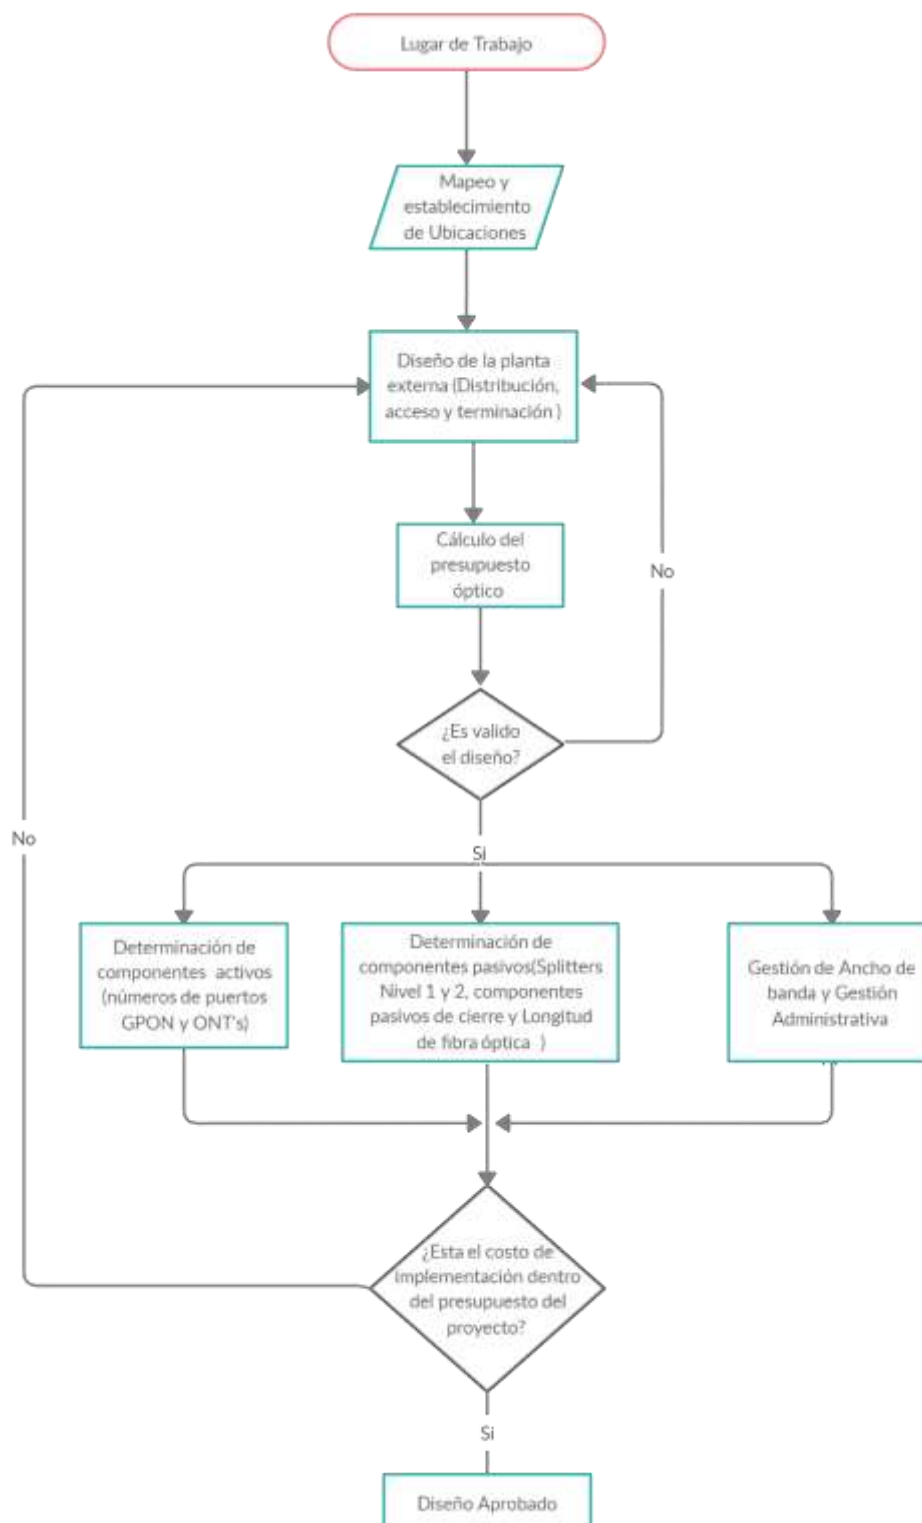 Lugar de Trabajo
Mapeo y
establecimiento
de Ubicaciones
Diseño de la planta
externa (Distribución,
acceso y terminación )
Cálculo del
presupuesto
óptico
No
¿Es valido
el diseño?
No
Si
Determinación de
componentes activos
(números de puertos
GPON y ONT's)
Determinación de
componentes pasivos(Splitters
Nivel 1 y 2, componentes
pasivos de cierre y Longitud
de fibra óptica )
Gestión de Ancho de
banda y Gestión
Administrativa
¿Esta el costo de
implementación dentro
del presupuesto del
proyecto?
Si
Diseño Aprobado